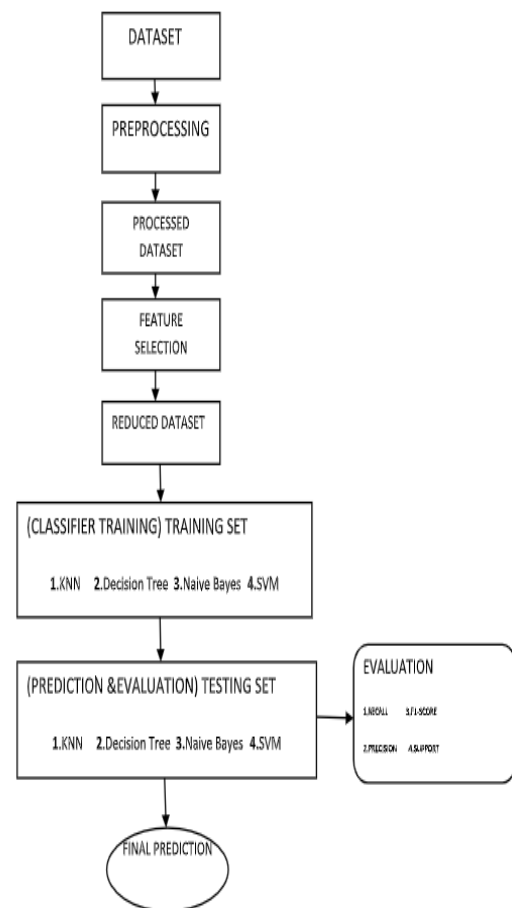 DATASET
PREPROCESSING
PROCESSED
DATASET
FEATURE
SELECTION
REDUCED DATASET
(CLASSIFIER TRAINING) TRAINING SET
1.KNN 2.Decision Tree 3.Naive Bayes 4.SVM
(PREDICTION &EVALUATION) TESTING SET
1.KNN 2.Decision Tree 3.Naive Bayes 4.SVM
EVALUATION
1.RECALL 3.F1-SCORE
2.PRECISION 4.SUPPORT
FINAL PREDICTION